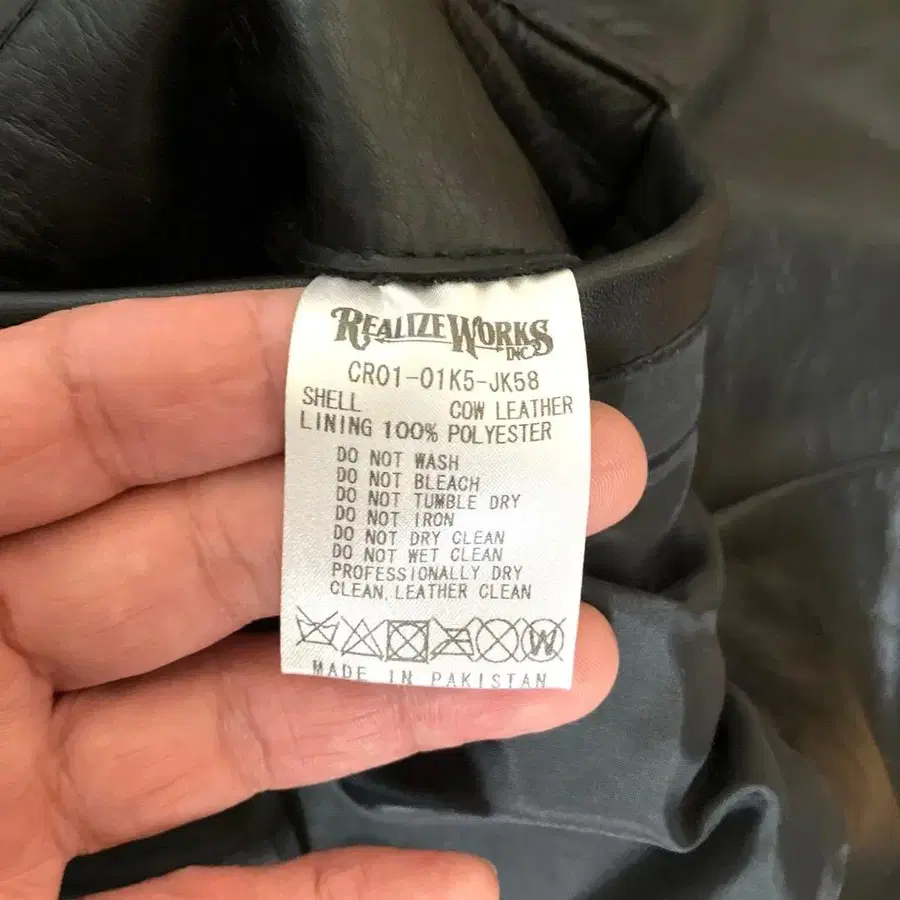 REALIZE WORKS
INC
CR01-01K5-JK58
SHELL COW LEATHER
LINING 100% POLYESTER
DO NOT WASH
DO NOT BLEACH
DO NOT TUMBLE DRY
DO NOT IRON
DO NOT DRY CLEAN
DO NOT WET CLEAN
PROFESSIONALLY DRY
CLEAN, LEATHER CLEAN
W
MADE IN PAKISTAN